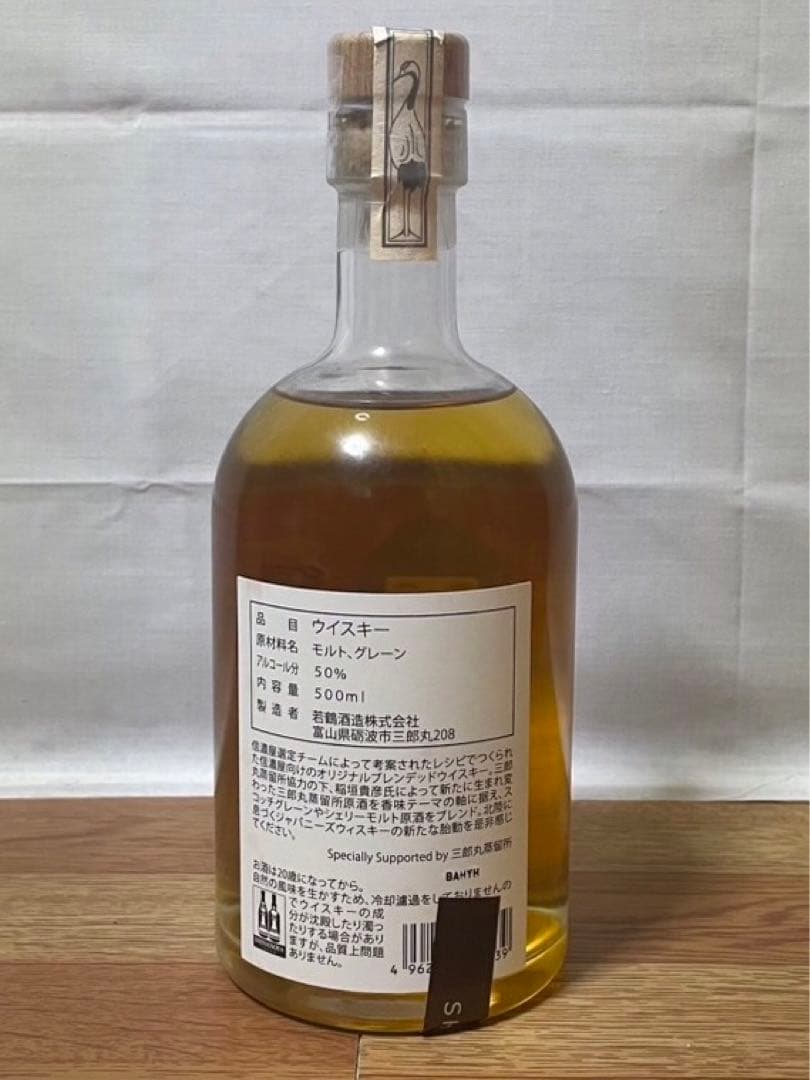 品目 ウイスキー
原材料名 モルト、グレーン
アルコール分 50%
内容量 500ml
製造者 若鶴酒造株式会社
富山県砺波市三郎丸208
信濃屋選定チームによって考案されたレシピでつくられ
た信濃屋向けのオリジナルブレンデッドウイスキー。三郎
丸蒸留所協力の下、稲垣貴彦氏によって新たに生まれ変
わった三郎丸蒸留所原酒を香味テーマの軸に据え、ス
コッチグレーンやシェリーモルト原酒をブレンド。北陸に
息づくジャパニーズウィスキーの新たな胎動を是非感じ
てください。
Specially Supported by 三郎丸蒸留所
お酒は20歳になってから。
自然の風味を生かすため、冷却濾過をしておりませんの
でウイスキーの成
分が沈殿したり濁っ
たりする場合があり
ますが、品質上問題
ありません。
4 962 39
SH